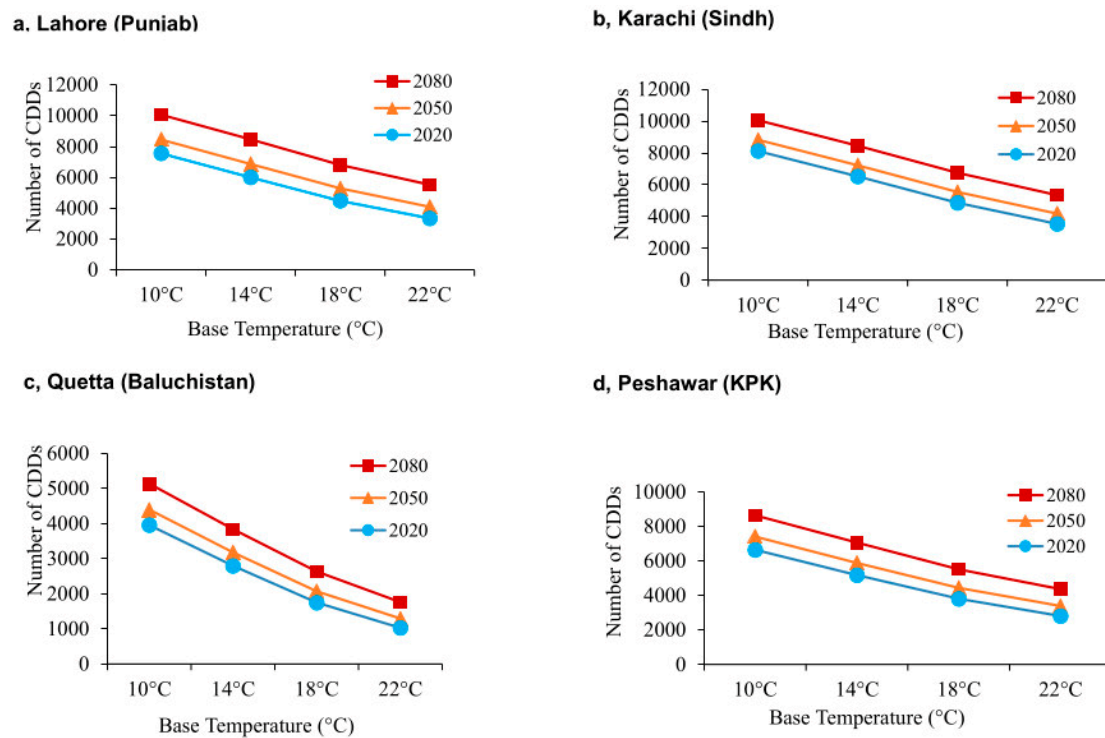 a, Lahore (Punjab)
12000
10000
8000
6000
4000
2000
0
Number of CDDs
2080
2050
2020
10°C 14°C 18°C 22°C
Base Temperature (°C)
b, Karachi (Sindh)
12000
10000
8000
6000
4000
2000
0
Number of CDDs
2080
2050
2020
10°C 14°C 18°C 22°C
Base Temperature (°C)
c, Quetta (Baluchistan)
6000
5000
4000
3000
2000
1000
0
Number of CDDs
2080
2050
2020
10°C 14°C 18°C 22°C
Base Temperature (°C)
d, Peshawar (KPK)
10000
8000
6000
4000
2000
0
Number of CDDs
2080
2050
2020
10°C 14°C 18°C 22°C
Base Temperature (°C)